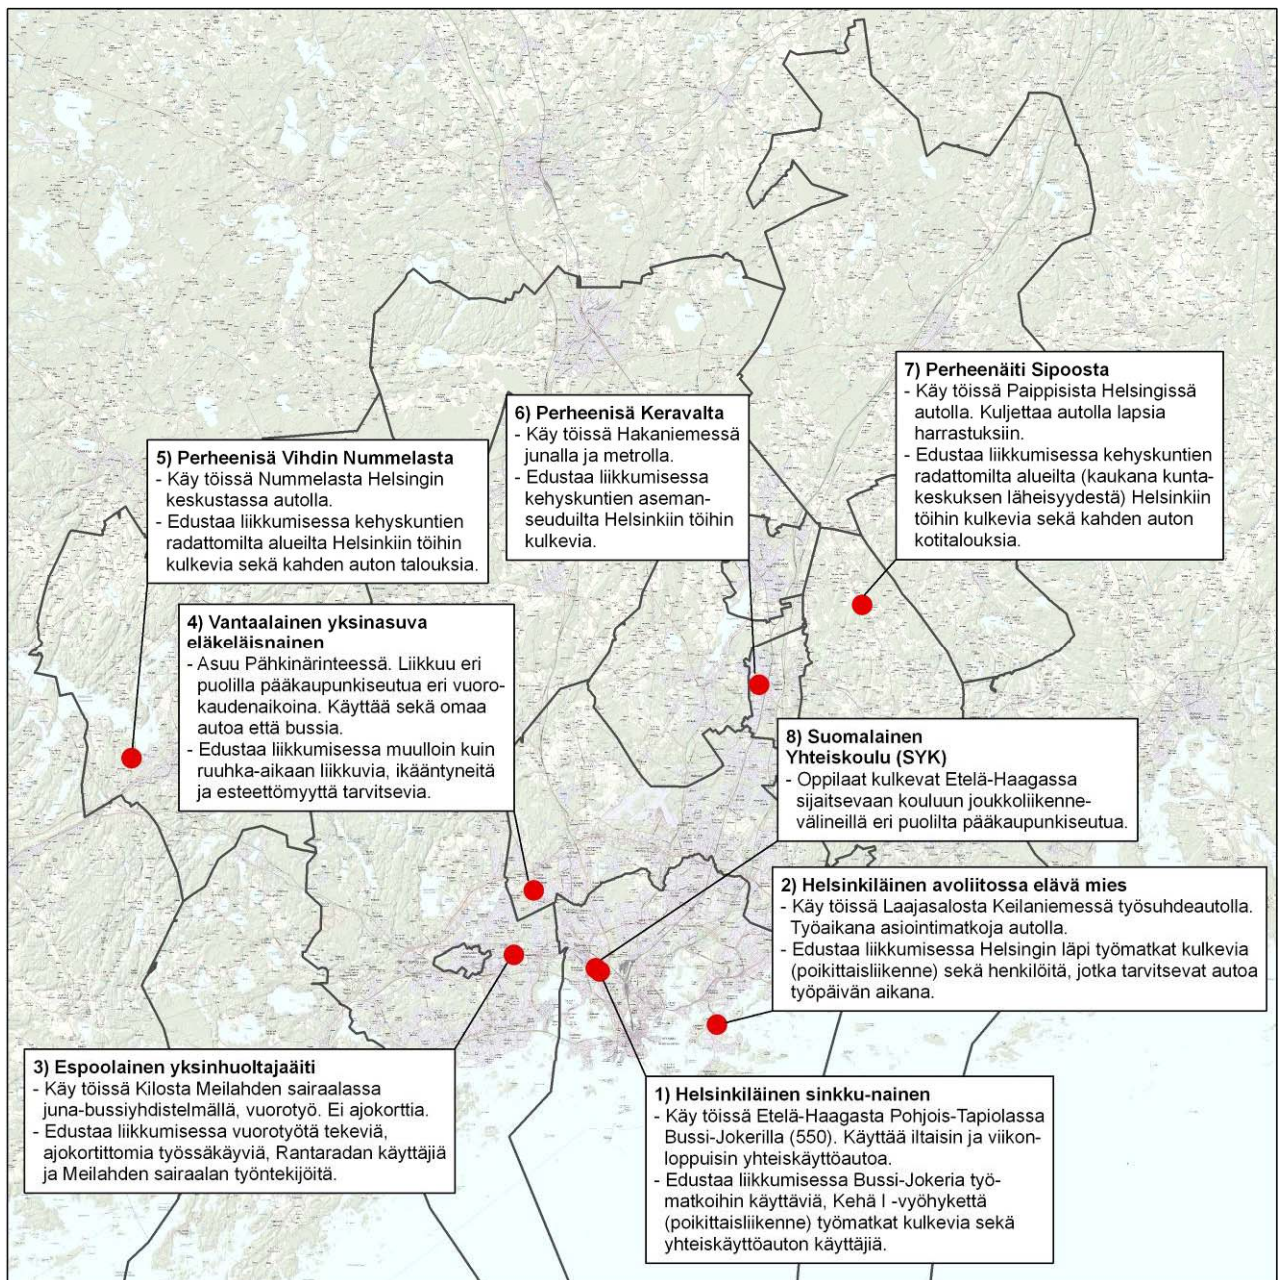 7) Perheenäiti Sipoosta
- Käy töissä Paippisista Helsingissä
autolla. Kuljettaa autolla lapsia
harrastuksiin.
- Edustaa liikkumisessa kehyskuntien
radattomilta alueilta (kaukana kunta-
keskuksen läheisyydestä) Helsinkiin
töihin kulkevia sekä kahden auton
kotitalouksia.
6) Perheenisä Keravalta
- Käy töissä Hakaniemessä
junalla ja metrolla.
- Edustaa liikkumisessa
kehyskuntien aseman-
seuduilta Helsinkiin töihin
kulkevia.
5) Perheenisä Vihdin Nummelasta
- Käy töissä Nummelasta Helsingin
keskustassa autolla.
- Edustaa liikkumisessa kehyskuntien
radattomilta alueilta Helsinkiin töihin
kulkevia sekä kahden auton talouksia.
4) Vantaalainen yksinasuva
eläkeläisnainen
- Asuu Pähkinärinteessä. Liikkuu eri
puolilla pääkaupunkiseutua eri vuoro-
kaudenaikoina. Käyttää sekä omaa
autoa että bussia.
- Edustaa liikkumisessa muulloin kuin
ruuhka-aikaan liikkuvia, ikääntyneitä
ja esteettömyyttä tarvitsevia.
8) Suomalainen
Yhteiskoulu (SYK)
- Oppilaat kulkevat Etelä-Haagassa
sijaitsevaan kouluun joukkoliikenne-
välineillä eri puolilta pääkaupunkiseutua.
2) Helsinkiläinen avoliitossa elävä mies
- Käy töissä Laajasalosta Keilaniemessä työsuhdeautolla.
Työaikana asiointimatkoja autolla.
- Edustaa liikkumisessa Helsingin läpi työmatkat kulkevia
(poikittaisliikenne) sekä henkilöitä, jotka tarvitsevat autoa
työpäivän aikana.
3) Espoolainen yksinhuoltajaäiti
- Käy töissä Kilosta Meilahden sairaalassa
juna-bussiyhdistelmällä, vuorotyö. Ei ajokorttia.
- Edustaa liikkumisessa vuorotyötä tekeviä,
ajokortittomia työssäkäyviä, Rantaradan käyttäjiä
ja Meilahden sairaalan työntekijöitä.
1) Helsinkiläinen sinkku-nainen
- Käy töissä Etelä-Haagasta Pohjois-Tapiolassa
Bussi-Jokerilla (550). Käyttää iltaisin ja viikon-
loppuisin yhteiskäyttöautoa.
- Edustaa liikkumisessa Bussi-Jokeria työ-
matkoihin käyttäviä, Kehä I -vyöhykettä
(poikittaisliikenne) työmatkat kulkevia sekä
yhteiskäyttöauton käyttäjiä.